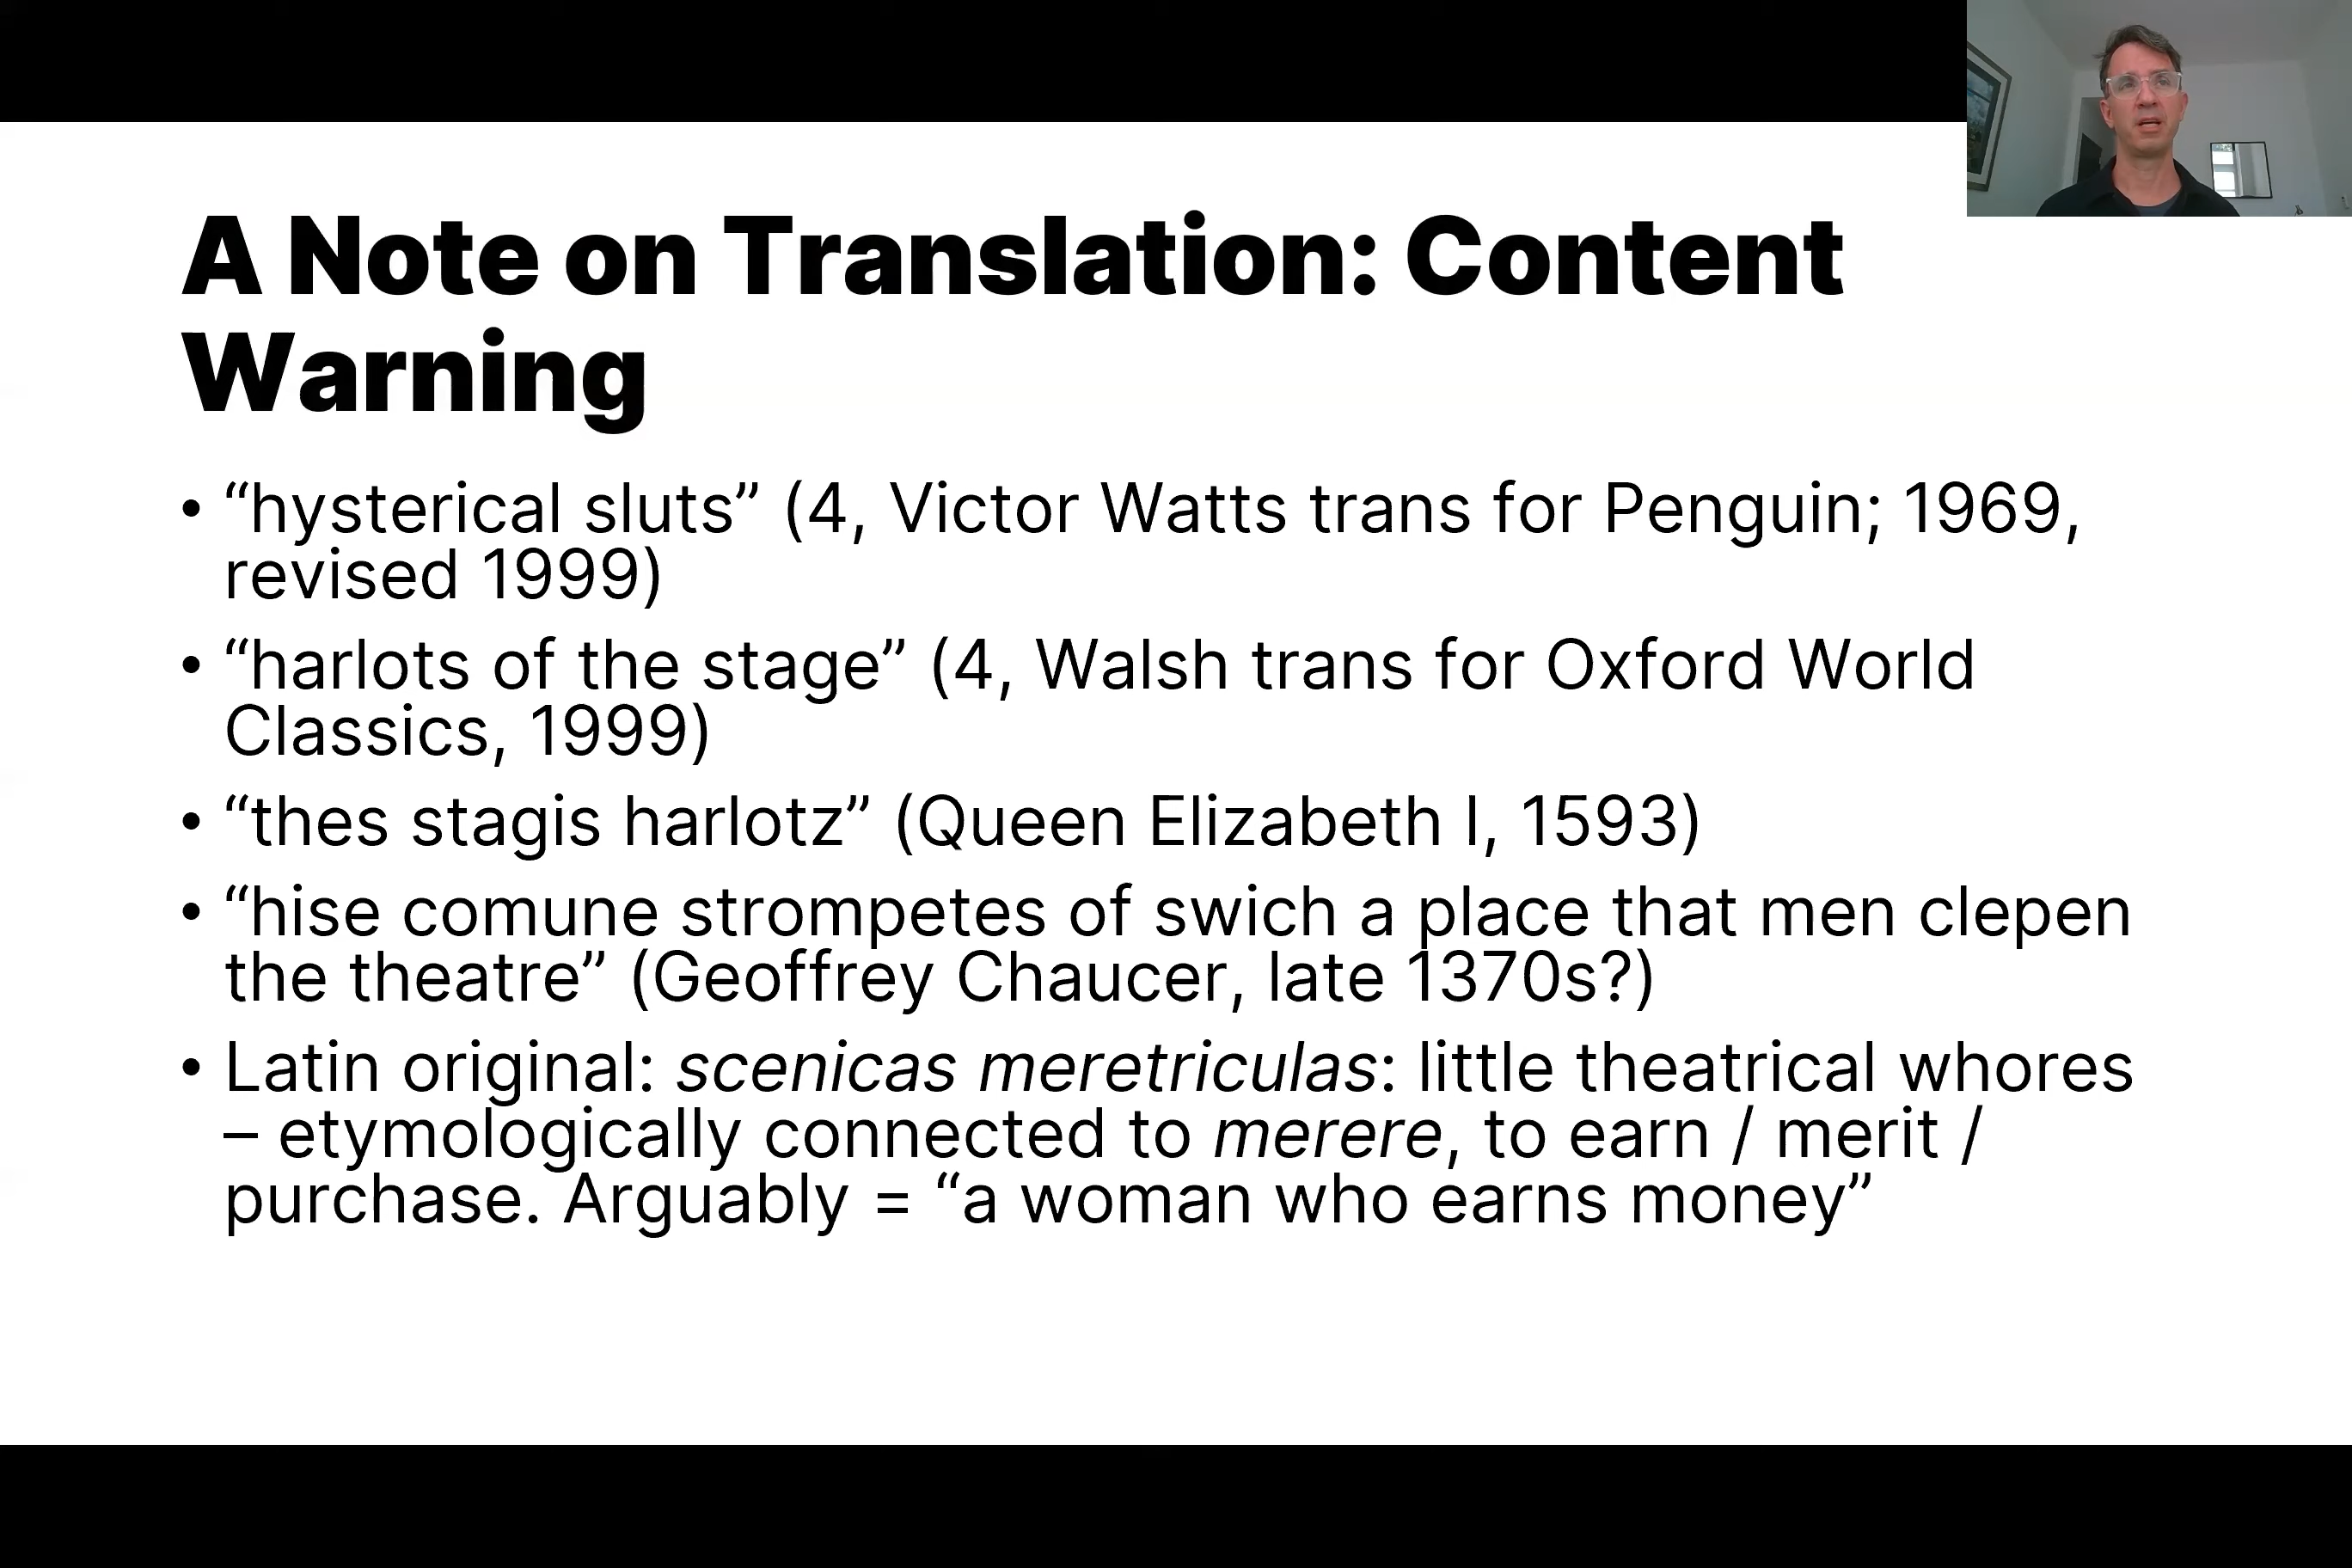 A Note on Translation: Content
Warning
• “hysterical sluts” (4, Victor Watts trans for Penguin; 1969,
revised 1999)
• “harlots of the stage” (4, Walsh trans for Oxford World
Classics, 1999)
• “thes stagis harlotz” (Queen Elizabeth I, 1593)
• “hise comune strompetes of swich a place that men clepen
the theatre” (Geoffrey Chaucer, late 1370s?)
• Latin original: scenicas meretriculas: little theatrical whores
– etymologically connected to merere, to earn / merit /
purchase. Arguably = “a woman who earns money”